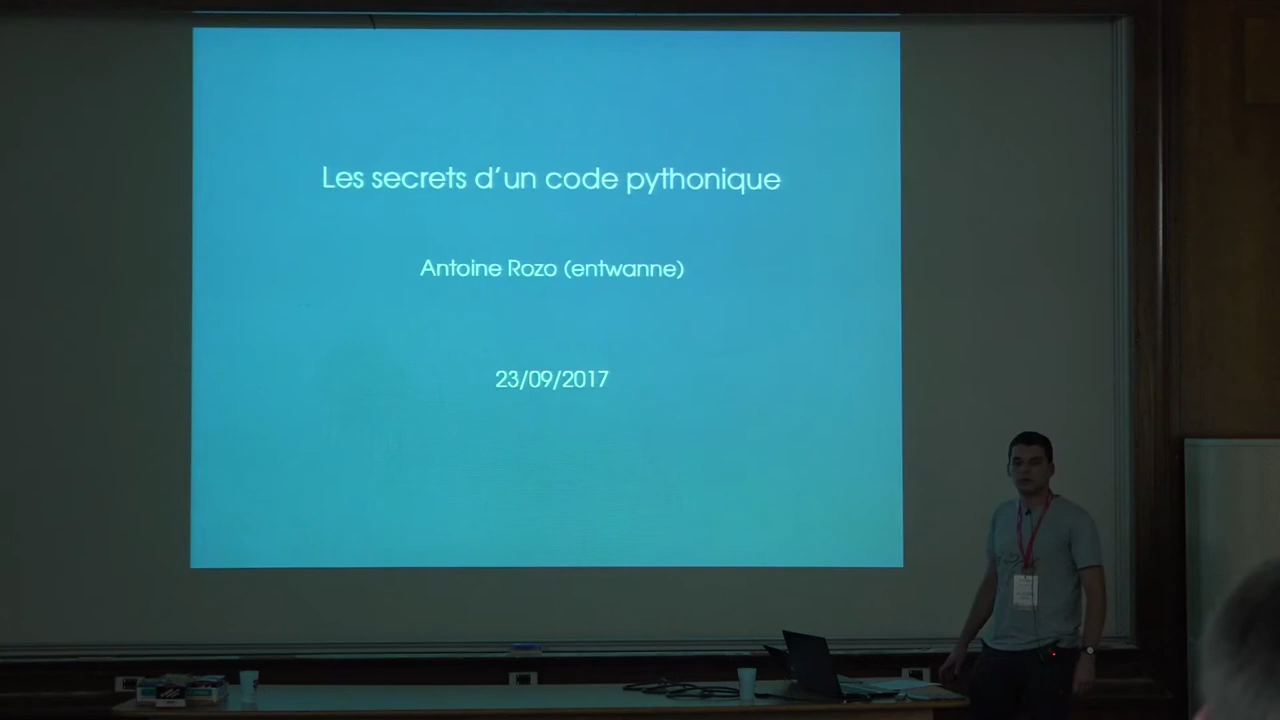 Les secrets d'un code pythonique
Antoine Rozo (entwanne)
23/09/2017